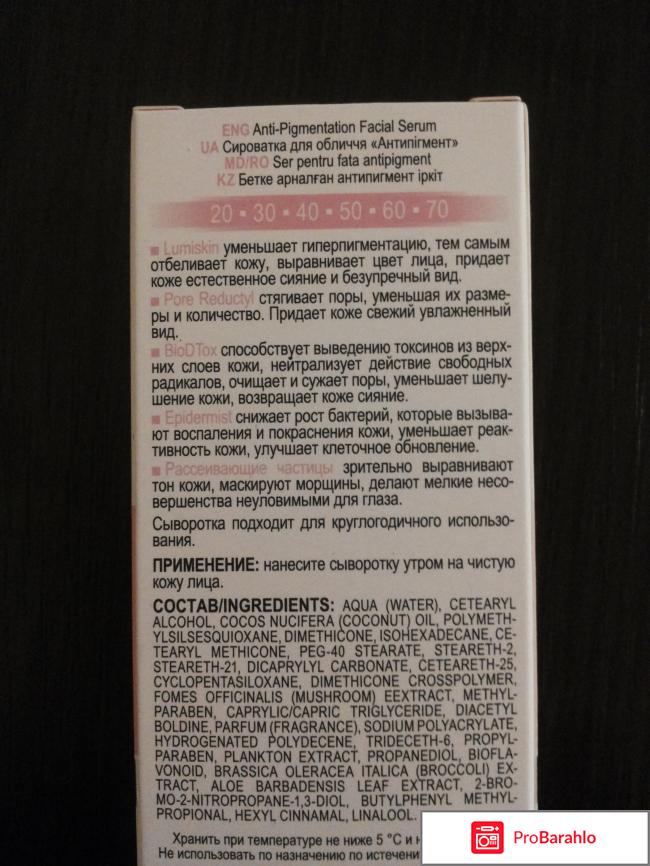 ENG Anti-Pigmentation Facial Serum
UA Сироватка для обличчя «Антипігмент»
MD/RO Ser pentru fata antipigment
KZ Бетке арналған антипигмент іркіт
20 ▪ 30 ▪ 40 ▪ 50 ▪ 60 ▪ 70
▪ Lumiskin уменьшает гиперпигментацию, тем самым
отбеливает кожу, выравнивает цвет лица, придает
коже естественное сияние и безупречный вид.
▪ Pore Reductyl стягивает поры, уменьшая их разме-
ры и количество. Придает коже свежий увлажненный
вид.
▪ BioDTox способствует выведению токсинов из верх-
них слоев кожи, нейтрализует действие свободных
радикалов, очищает и сужает поры, уменьшает шелу-
шение кожи, возвращает коже сияние.
▪ Epidermist снижает рост бактерий, которые вызыва-
ют воспаления и покраснения кожи, уменьшает реак-
тивность кожи, улучшает клеточное обновление.
▪ Рассеивающие частицы зрительно выравнивают
тон кожи, маскируют морщины, делают мелкие несо-
вершенства неуловимыми для глаза.
Сыворотка подходит для круглогодичного использо-
вания.
ПРИМЕНЕНИЕ: нанесите сыворотку утром на чистую
кожу лица.
СОСТАВ/INGREDIENTS: AQUA (WATER), CETEARYL
ALCOHOL, COCOS NUCIFERA (COCONUT) OIL, POLYMETH-
YLSILSESQUIOXANE, DIMETHICONE, ISOHEXADECANE, CE-
TEARYL METHICONE, PEG-40 STEARATE, STEARETH-2,
STEARETH-21, DICAPRYLYL CARBONATE, CETEARETH-25,
CYCLOPENTASILOXANE, DIMETHICONE CROSSPOLYMER,
FOMES OFFICINALIS (MUSHROOM) EEXTRACT, METHYL-
PARABEN, CAPRYLIC/CAPRIC TRIGLYCERIDE, DIACETYL
BOLDINE, PARFUM (FRAGRANCE), SODIUM POLYACRYLATE,
HYDROGENATED POLYDECENE, TRIDECETH-6, PROPYL-
PARABEN, PLANKTON EXTRACT, PROPANEDIOL, BIOFLA-
VONOID, BRASSICA OLERACEA ITALICA (BROCCOLI) EX-
TRACT, ALOE BARBADENSIS LEAF EXTRACT, 2-BRO-
MO-2-NITROPROPANE-1,3-DIOL, BUTYLPHENYL METHYL-
PROPIONAL, HEXYL CINNAMAL, LINALOOL.
Хранить при температуре не ниже 5 °C и н
Не использовать по назначению по истечени
ProBarahlo